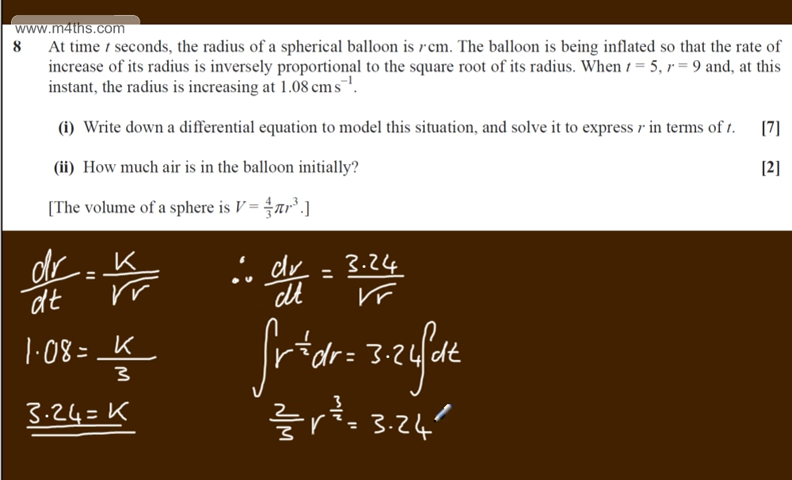 www.m4ths.com
8 At time t seconds, the radius of a spherical balloon is r cm. The balloon is being inflated so that the rate of
increase of its radius is inversely proportional to the square root of its radius. When t = 5, r = 9 and, at this
instant, the radius is increasing at 1.08 cm s⁻¹.
(i) Write down a differential equation to model this situation, and solve it to express r in terms of t. [7]
(ii) How much air is in the balloon initially? [2]
[The volume of a sphere is V = 4/3 πr³.]
dr/dt = K/√r
1.08 = K/3
3.24 = K
∴ dr/dt = 3.24/√r
∫ r^(1/2) dr = 3.24 ∫ dt
2/3 r^(3/2) = 3.24